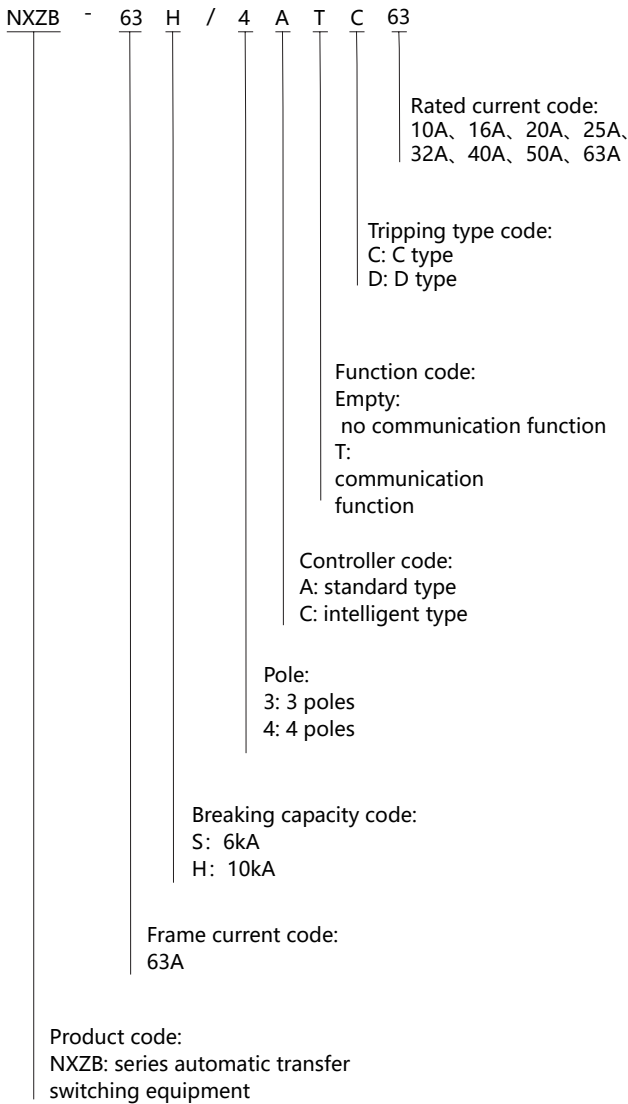 NXZB - 63 H / 4 A T C 63
Rated current code:
10A、16A、20A、25A、
32A、40A、50A、63A
Tripping type code:
C: C type
D: D type
Function code:
Empty:
no communication function
T:
communication
function
Controller code:
A: standard type
C: intelligent type
Pole:
3: 3 poles
4: 4 poles
Breaking capacity code:
S：6kA
H：10kA
Frame current code:
63A
Product code:
NXZB: series automatic transfer
switching equipment